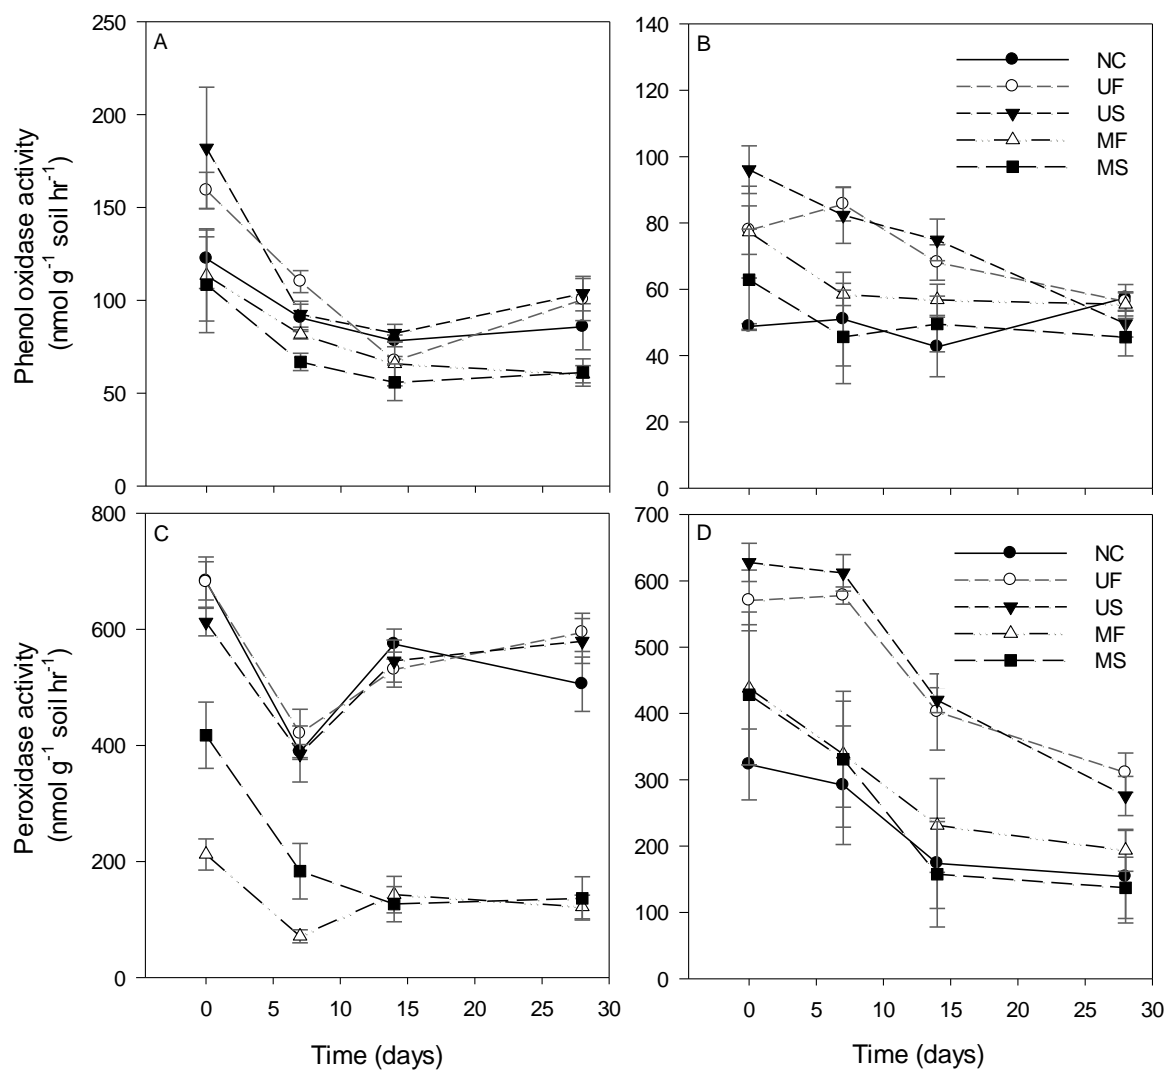 A
250
200
150
100
50
0
Phenol oxidase activity
(nmol g⁻¹ soil hr⁻¹)
B
140
120
100
80
60
40
20
0
NC
UF
US
MF
MS
C
800
600
400
200
0
Peroxidase activity
(nmol g⁻¹ soil hr⁻¹)
0 5 10 15 20 25 30
Time (days)
D
700
600
500
400
300
200
100
0
NC
UF
US
MF
MS
0 5 10 15 20 25 30
Time (days)